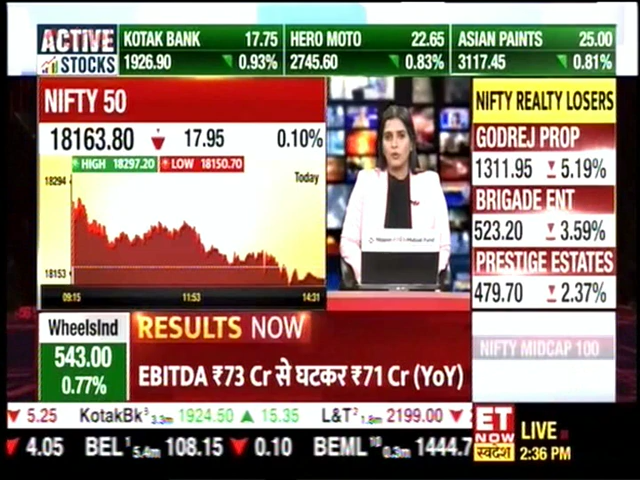 ACTIVE
STOCKS
KOTAK BANK 17.75
1926.90 0.93%
HERO MOTO 22.65
2745.60 0.83%
ASIAN PAINTS 25.00
3117.45 0.81%
NIFTY 50
18163.80 17.95 0.10%
HIGH 18297.20 LOW 18150.70
Today
18294
18153
09:15 11:53 14:31
NIFTY REALTY LOSERS
GODREJ PROP
1311.95 5.19%
BRIGADE ENT
523.20 3.59%
PRESTIGE ESTATES
479.70 2.37%
NIFTY MIDCAP 100
WheelsInd
543.00
0.77%
RESULTS NOW
EBITDA ₹73 Cr से घटकर ₹71 Cr (YoY)
5.25 KotakBk³ 3.3m 1924.50 15.35 L&T² 1.8m 2199.00
4.05 BEL¹ 5.4m 108.15 0.10 BEML¹⁰ 0.3m 1444.7
ET
NOW
स्वदेश
LIVE
2:36 PM